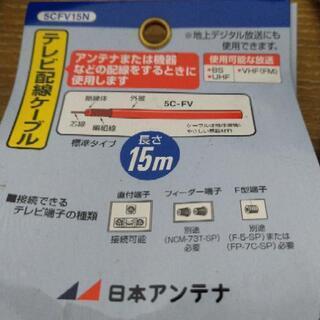 5CFV15N
※地上デジタル放送にも
使用できます。
テレビ配線ケーブル
アンテナまたは機器
などの配線をするときに
使用します
使用可能な放送
•BS •VHF(FM)
•UHF
絶縁体
外被
5C-FV
芯線
編組線
標準タイプ
長さ
15m
■接続できる
テレビ端子の種類
直付端子
接続可能
フィーダー端子
別途
(NCM-73T-SP)
必要
F型端子
別途
(F-5-SP)または
(FP-7C-SP)必要
日本アンテナ